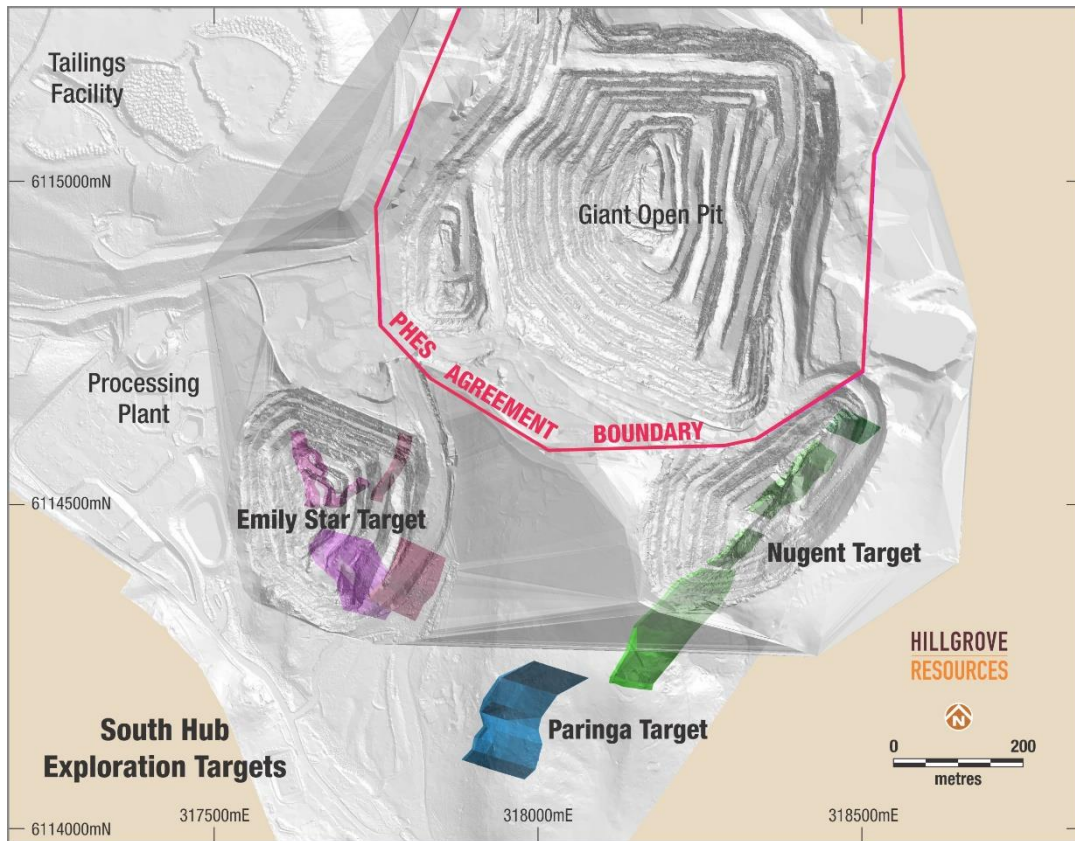 Tailings
Facility
6115000mN
Giant Open Pit
PHES AGREEMENT BOUNDARY
Processing
Plant
6114500mN
Emily Star Target
Nugent Target
HILLGROVE
RESOURCES
N
Paringa Target
0 200
metres
South Hub
Exploration Targets
317500mE 318000mE 318500mE
6114000mN